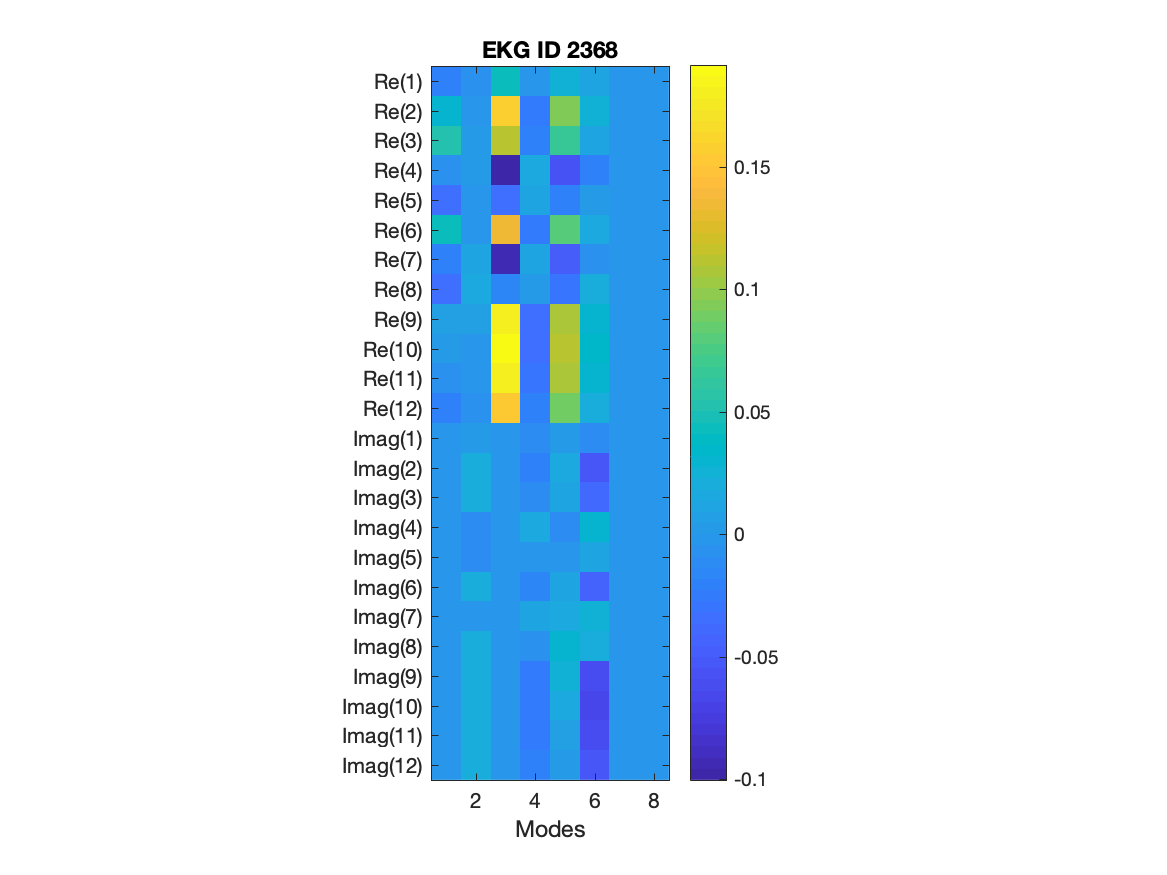 EKG ID 2368
Re(1)
Re(2)
Re(3)
Re(4)
Re(5)
Re(6)
Re(7)
Re(8)
Re(9)
Re(10)
Re(11)
Re(12)
Imag(1)
Imag(2)
Imag(3)
Imag(4)
Imag(5)
Imag(6)
Imag(7)
Imag(8)
Imag(9)
Imag(10)
Imag(11)
Imag(12)
2 4 6 8
Modes
0.15
0.1
0.05
0
-0.05
-0.1